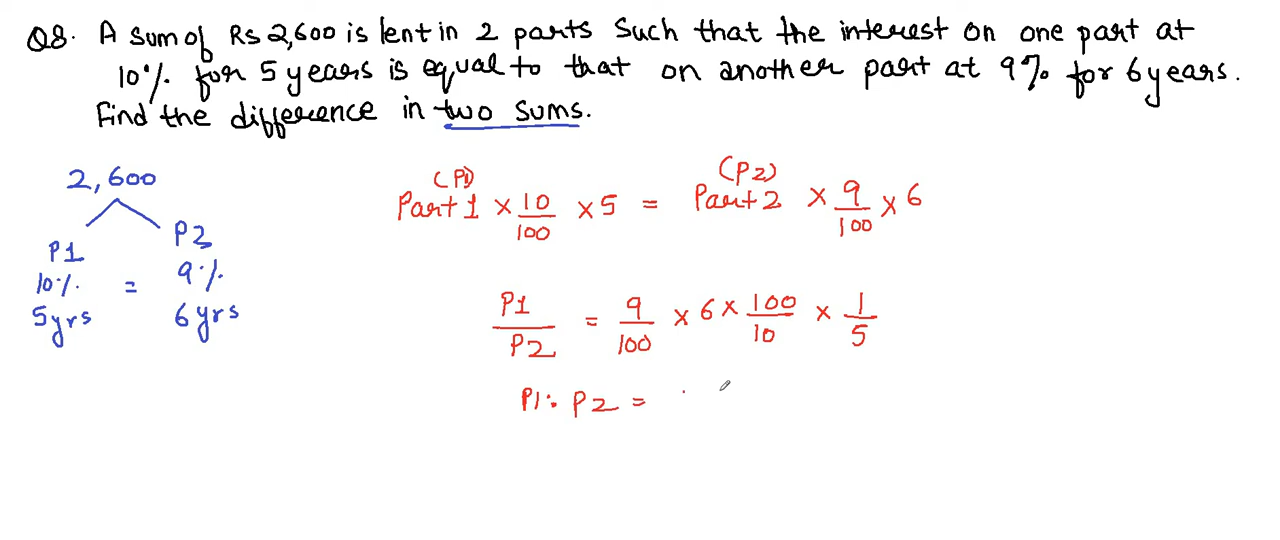 Q8. A sum of Rs 2,600 is lent in 2 parts such that the interest on one part at
10% for 5 years is equal to that on another part at 9% for 6 years.
Find the difference in two sums.
2,600
P1 P2
10% = 9%
5yrs 6 yrs
(P1) (P2)
Part 1 × 10/100 × 5 = Part 2 × 9/100 × 6
P1/P2 = 9/100 × 6 × 100/10 × 1/5
P1 : P2 =